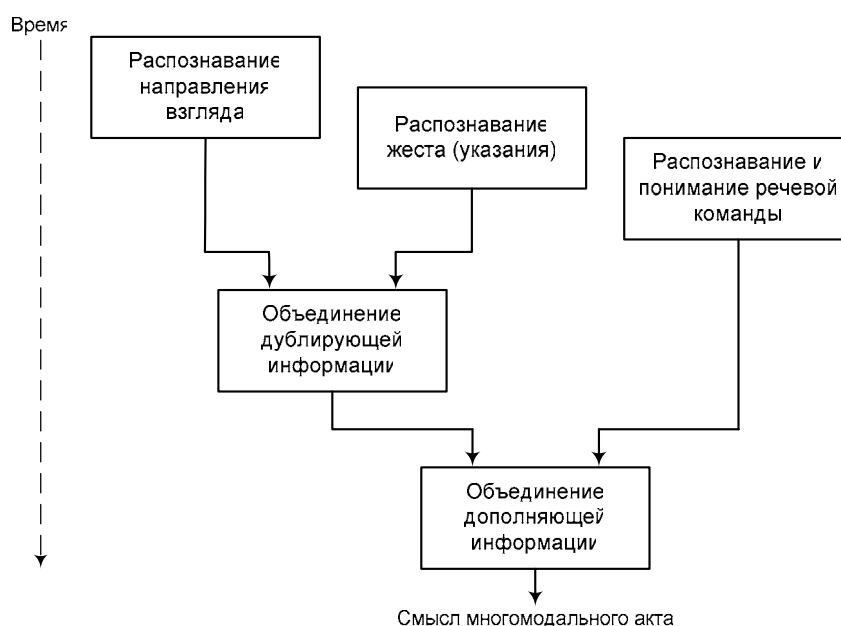 Время
Распознавание
направления
взгляда
Распознавание
жеста (указания)
Распознавание и
понимание речевой
команды
Объединение
дублирующей
информации
Объединение
дополняющей
информации
Смысл многомодального акта